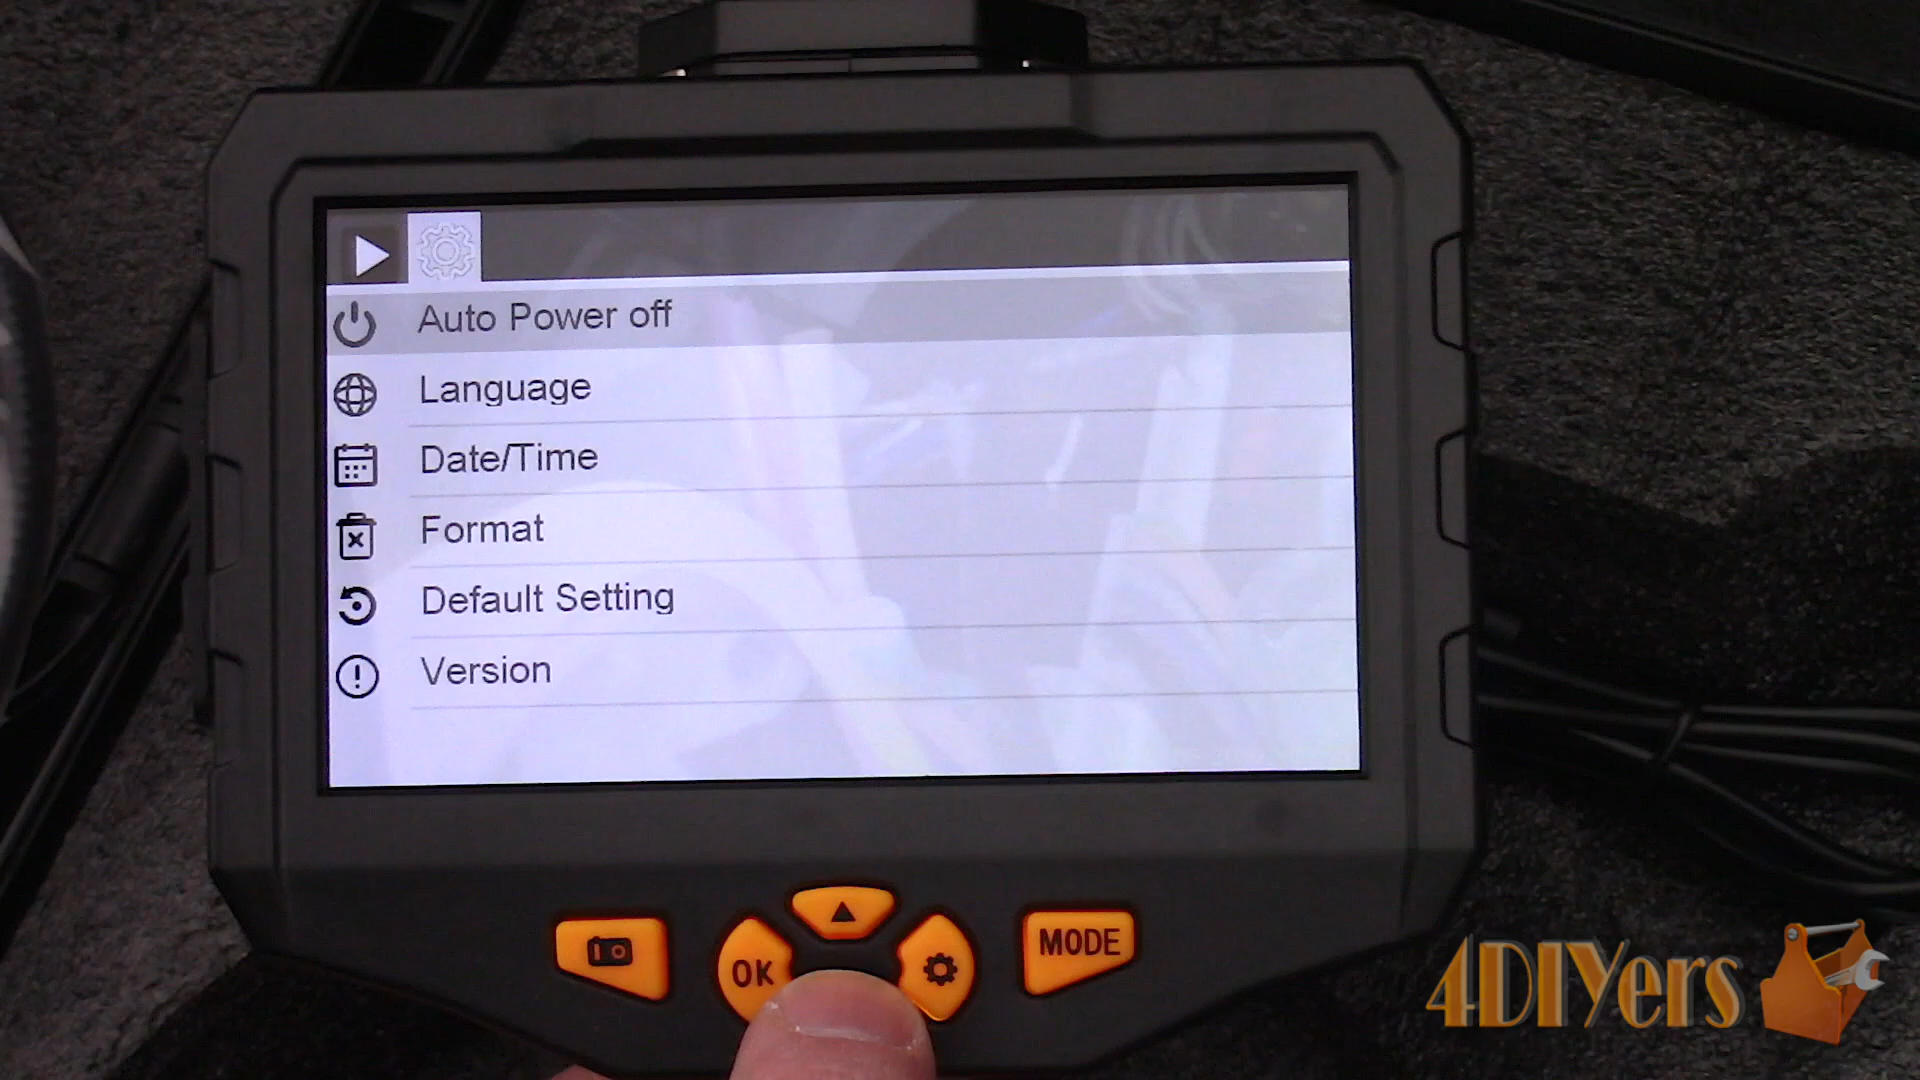 Auto Power off
Language
Date/Time
Format
Default Setting
Version
OK
MODE
4DIYers